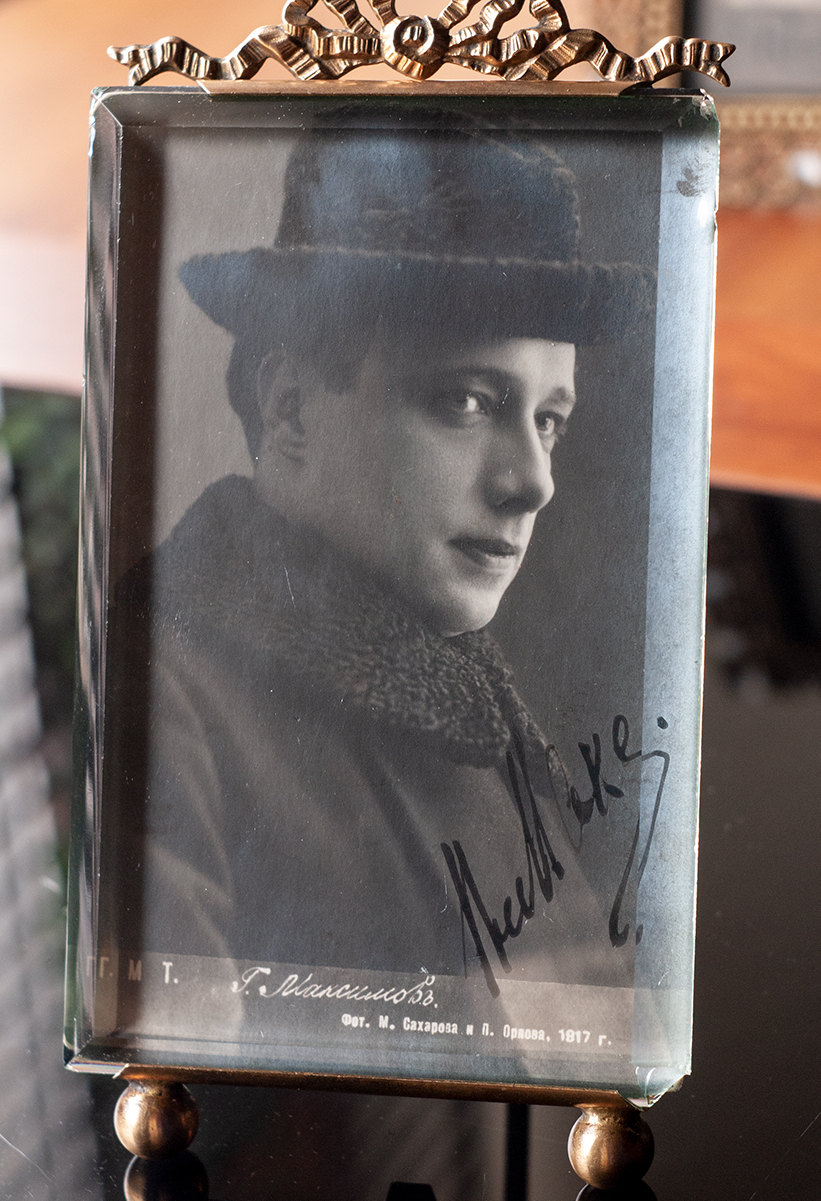 Г. М Т.
Г. Максимовъ.
Фот. М. Сахарова и П. Орлова, 1917 г.